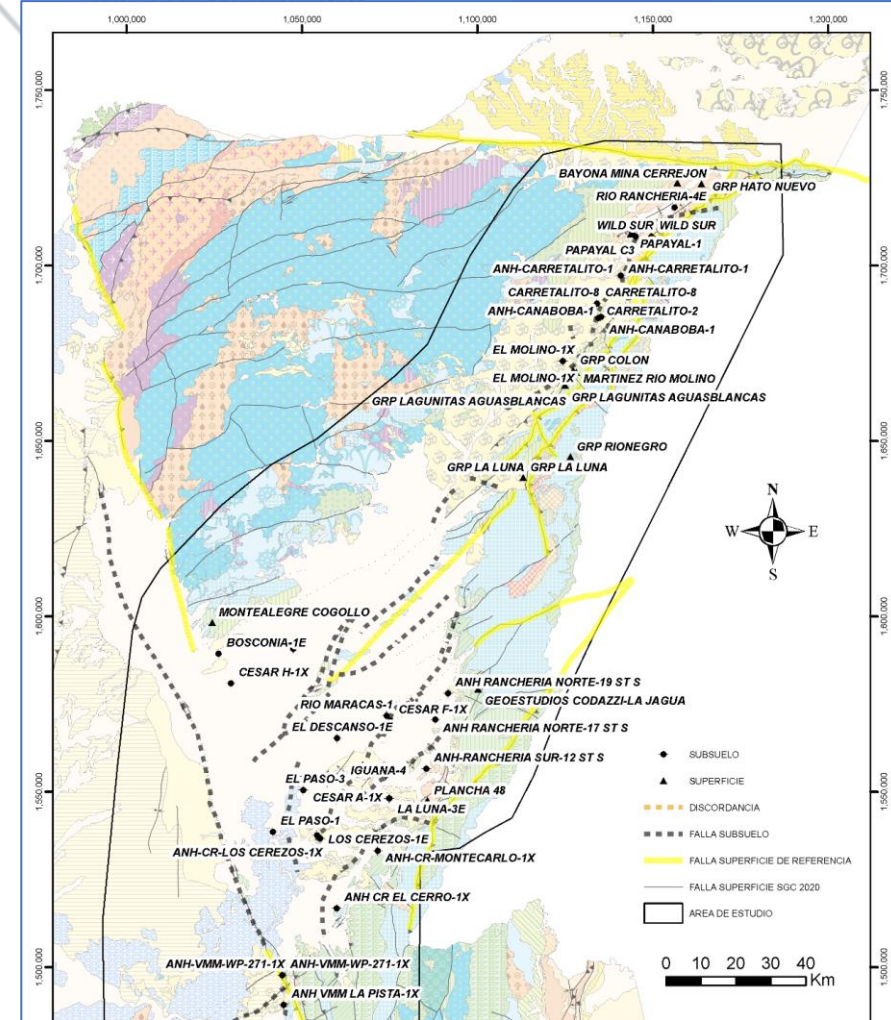 1,000,000 1,050,000 1,100,000 1,150,000 1,200,000
1,750,000 1,750,000
BAYONA MINA CERREJON
GRP HATO NUEVO
RIO RANCHERIA-4E
WILD SUR WILD SUR
PAPAYAL C3 PAPAYAL-1
1,700,000 1,700,000
ANH-CARRETALITO-1 ANH-CARRETALITO-1
CARRETALITO-8 CARRETALITO-8
ANH-CANABOBA-1 CARRETALITO-2
ANH-CANABOBA-1
EL MOLINO-1X GRP COLON
EL MOLINO-1X MARTINEZ RIO MOLINO
GRP LAGUNITAS AGUASBLANCAS GRP LAGUNITAS AGUASBLANCAS
1,650,000 1,650,000
GRP RIONEGRO
GRP LA LUNA GRP LA LUNA
N
W E
S
1,600,000 1,600,000
MONTEALEGRE COGOLLO
BOSCONIA-1E
CESAR H-1X
ANH RANCHERIA NORTE-19 ST S
RIO MARACAS-1 CESAR F-1X GEOESTUDIOS CODAZZI-LA JAGUA
EL DESCANSO-1E ANH RANCHERIA NORTE-17 ST S
ANH-RANCHERIA SUR-12 ST S
IGUANA-4
EL PASO-3 PLANCHA 48
1,550,000 1,550,000
CESAR A-1X LA LUNA-3E
EL PASO-1
LOS CEREZOS-1E
ANH-CR-LOS CEREZOS-1X ANH-CR-MONTECARLO-1X
ANH CR EL CERRO-1X
ANH-VMM-WP-271-1X ANH-VMM-WP-271-1X
1,500,000 1,500,000
ANH VMM LA PISTA-1X
SUBSUELO
SUPERFICIE
DISCORDANCIA
FALLA SUBSUELO
FALLA SUPERFICIE DE REFERENCIA
FALLA SUPERFICIE SGC 2020
AREA DE ESTUDIO
0 10 20 30 40
Km